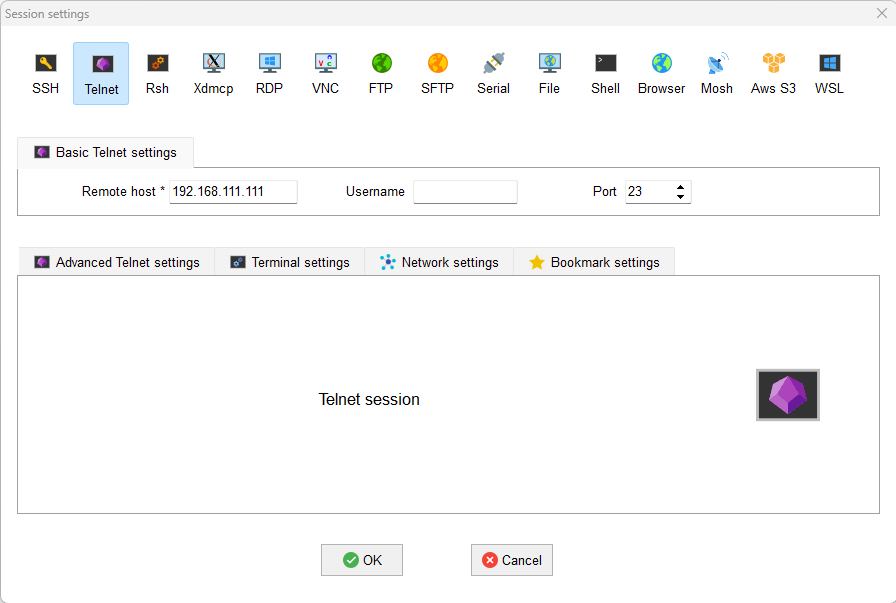 Session settings
SSH Telnet Rsh Xdmcp RDP VNC FTP SFTP Serial File Shell Browser Mosh Aws S3 WSL
Basic Telnet settings
Remote host * 192.168.111.111 Username Port 23
Advanced Telnet settings Terminal settings Network settings Bookmark settings
Telnet session
OK Cancel